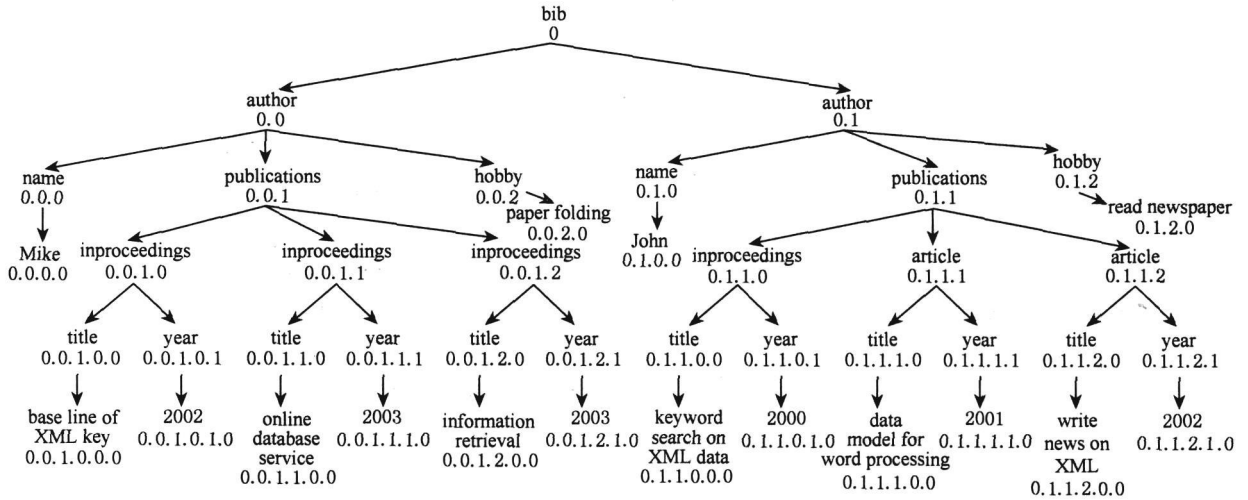 bib
0
author
0.0
author
0.1
name
0.0.0
publications
0.0.1
hobby
0.0.2
name
0.1.0
publications
0.1.1
hobby
0.1.2
Mike
0.0.0.0
inproceedings
0.0.1.0
inproceedings
0.0.1.1
inproceedings
0.0.1.2
paper folding
0.0.2.0
John
0.1.0.0
inproceedings
0.1.1.0
article
0.1.1.1
article
0.1.1.2
read newspaper
0.1.2.0
title
0.0.1.0.0
year
0.0.1.0.1
title
0.0.1.1.0
year
0.0.1.1.1
title
0.0.1.2.0
year
0.0.1.2.1
title
0.1.1.0.0
year
0.1.1.0.1
title
0.1.1.1.0
year
0.1.1.1.1
title
0.1.1.2.0
year
0.1.1.2.1
base line of
XML key
0.0.1.0.0.0
2002
0.0.1.0.1.0
online
database
service
0.0.1.1.0.0
2003
0.0.1.1.1.0
information
retrieval
0.0.1.2.0.0
2003
0.0.1.2.1.0
keyword
search on
XML data
0.1.1.0.0.0
2000
0.1.1.0.1.0
data
model for
word processing
0.1.1.1.0.0
2001
0.1.1.1.1.0
write
news on
XML
0.1.1.2.0.0
2002
0.1.1.2.1.0